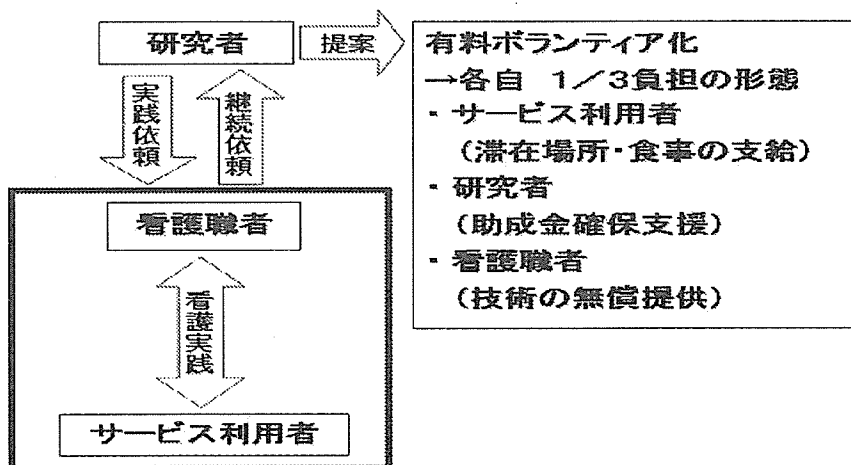 研究者
提案
実践依頼
継続依頼
看護職者
看護実践
サービス利用者
有料ボランティア化
→各自 1／3負担の形態
・サービス利用者
（滞在場所・食事の支給）
・研究者
（助成金確保支援）
・看護職者
（技術の無償提供）